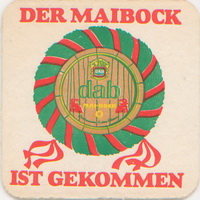 DER MAIBOCK
dab
IST GEKOMMEN